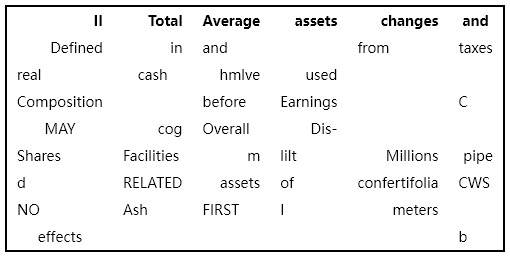 II Total Average assets changes and
Defined in and from taxes
real cash hmlve used
Composition before Earnings C
MAY cog Overall Dis-
Shares Facilities m lilt Millions pipe
d RELATED assets of confertifolia CWS
NO Ash FIRST I meters
effects b